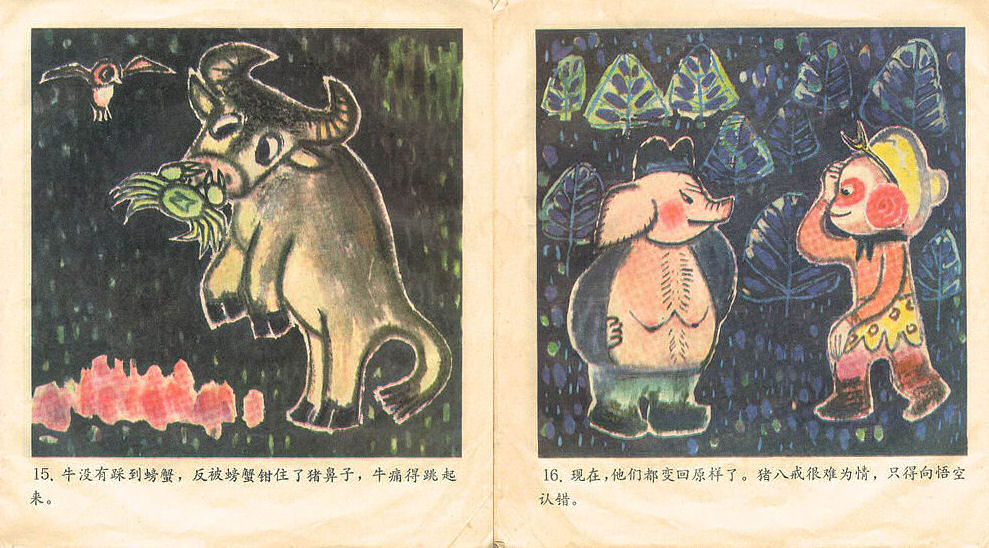 15. 牛没有踩到螃蟹，反被螃蟹钳住了猪鼻子，牛痛得跳起
来。
16. 现在，他们都变回原样了。猪八戒很难为情，只得向悟空
认错。